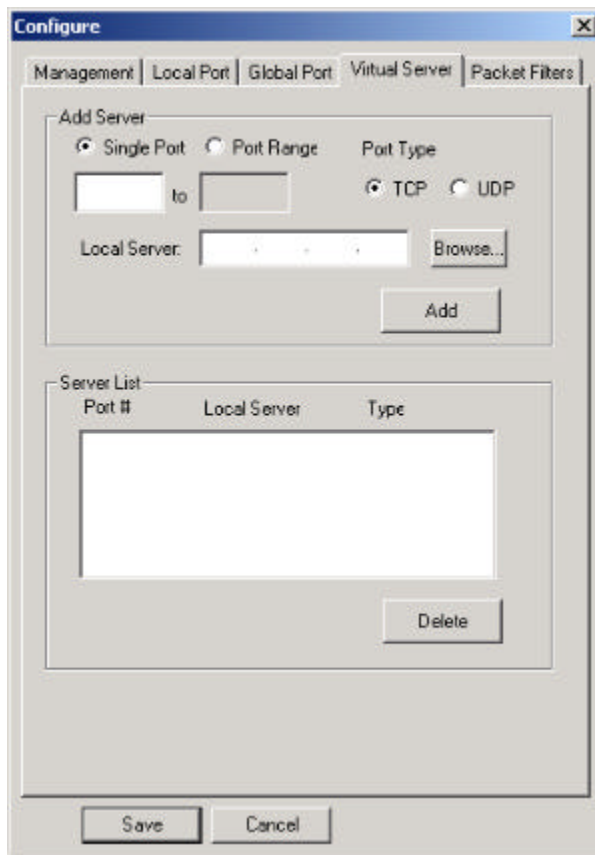 Configure
Management Local Port Global Port Virtual Server Packet Filters
Add Server
Single Port Port Range Port Type
to TCP UDP
Local Server: . . . Browse...
Add
Server List
Port # Local Server Type
Delete
Save Cancel